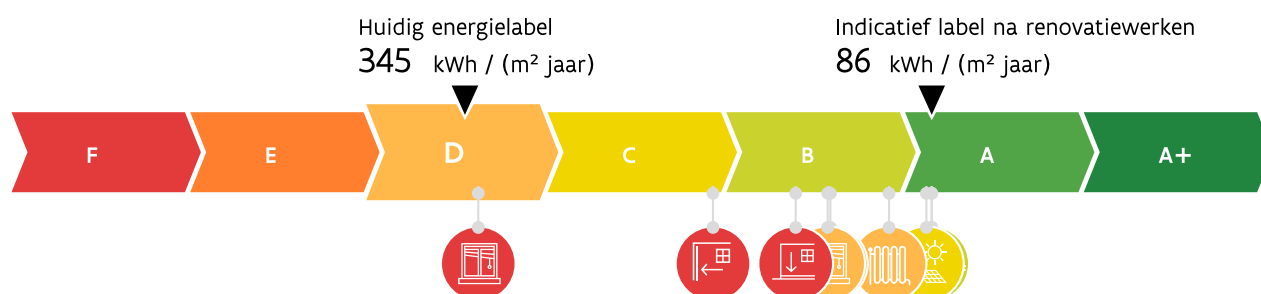 Huidig energielabel
345 kWh / (m² jaar)
Indicatief label na renovatiewerken
86 kWh / (m² jaar)
F E D C B A A+